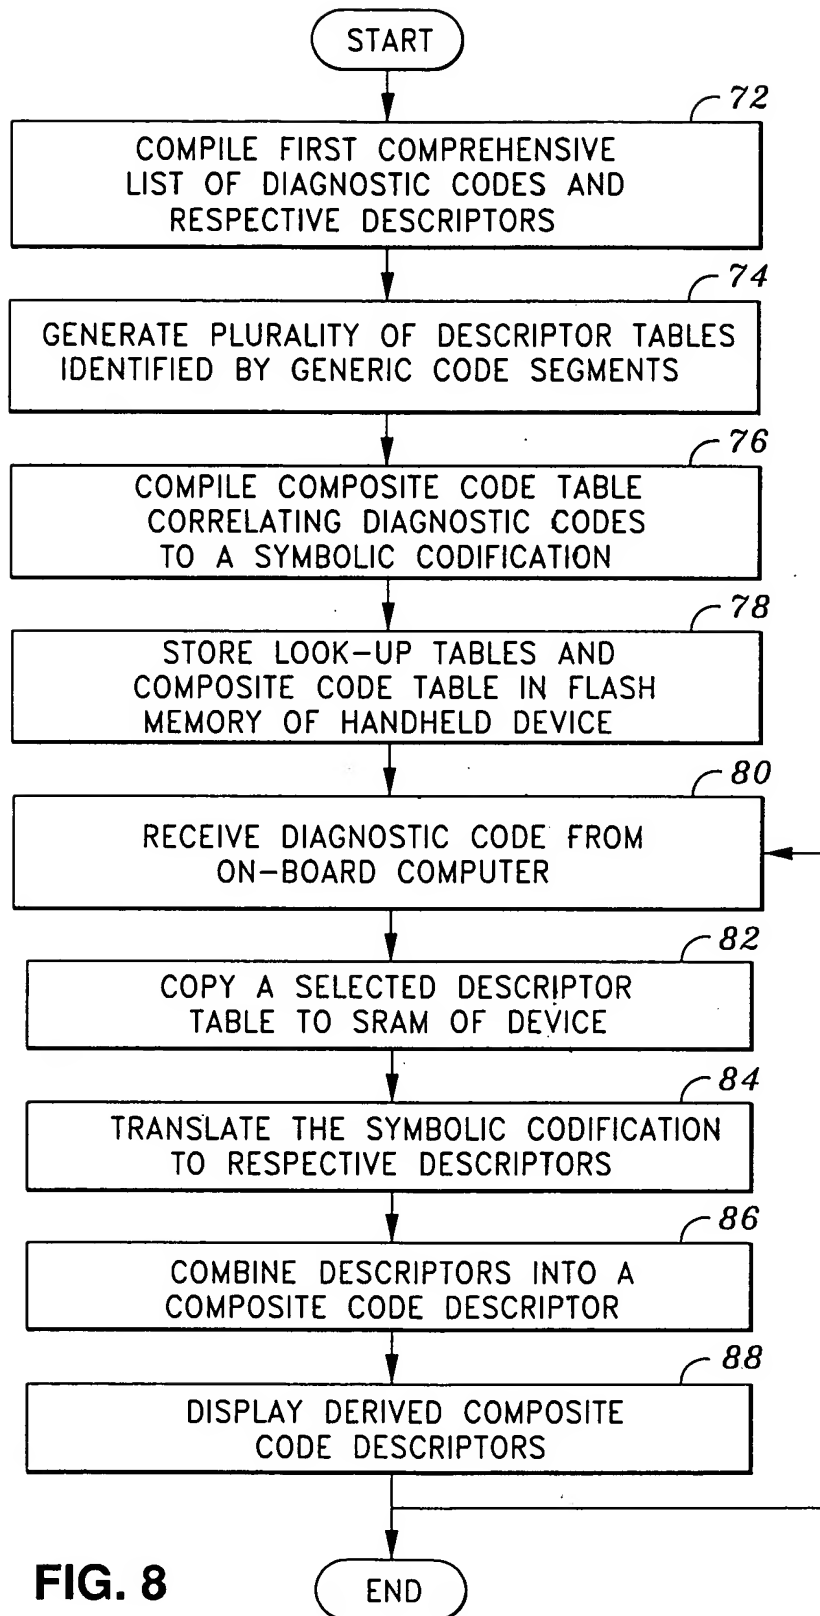 START
72
COMPILE FIRST COMPREHENSIVE
LIST OF DIAGNOSTIC CODES AND
RESPECTIVE DESCRIPTORS
74
GENERATE PLURALITY OF DESCRIPTOR TABLES
IDENTIFIED BY GENERIC CODE SEGMENTS
76
COMPILE COMPOSITE CODE TABLE
CORRELATING DIAGNOSTIC CODES
TO A SYMBOLIC CODIFICATION
78
STORE LOOK-UP TABLES AND
COMPOSITE CODE TABLE IN FLASH
MEMORY OF HANDHELD DEVICE
80
RECEIVE DIAGNOSTIC CODE FROM
ON-BOARD COMPUTER
82
COPY A SELECTED DESCRIPTOR
TABLE TO SRAM OF DEVICE
84
TRANSLATE THE SYMBOLIC CODIFICATION
TO RESPECTIVE DESCRIPTORS
86
COMBINE DESCRIPTORS INTO A
COMPOSITE CODE DESCRIPTOR
88
DISPLAY DERIVED COMPOSITE
CODE DESCRIPTORS
FIG. 8
END